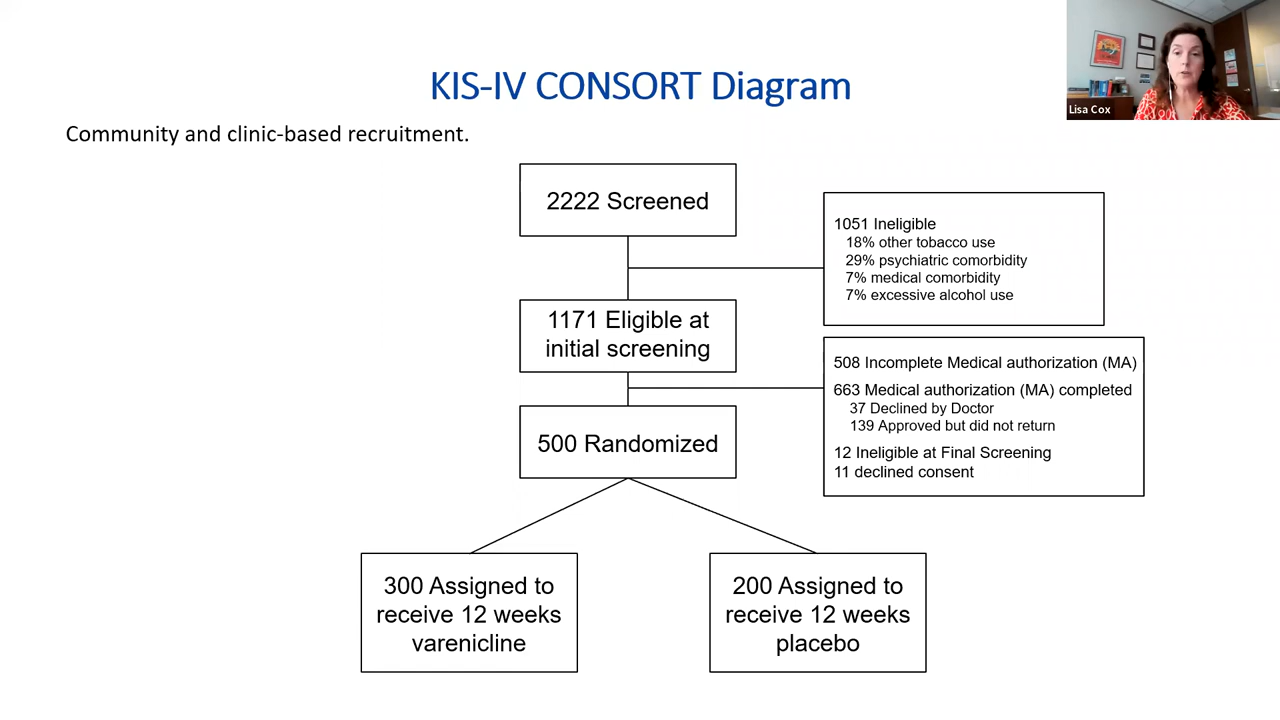 KIS-IV CONSORT Diagram
Lisa Cox
Community and clinic-based recruitment.
2222 Screened
1051 Ineligible
18% other tobacco use
29% psychiatric comorbidity
7% medical comorbidity
7% excessive alcohol use
1171 Eligible at
initial screening
508 Incomplete Medical authorization (MA)
663 Medical authorization (MA) completed
37 Declined by Doctor
139 Approved but did not return
12 Ineligible at Final Screening
11 declined consent
500 Randomized
300 Assigned to
receive 12 weeks
varenicline
200 Assigned to
receive 12 weeks
placebo